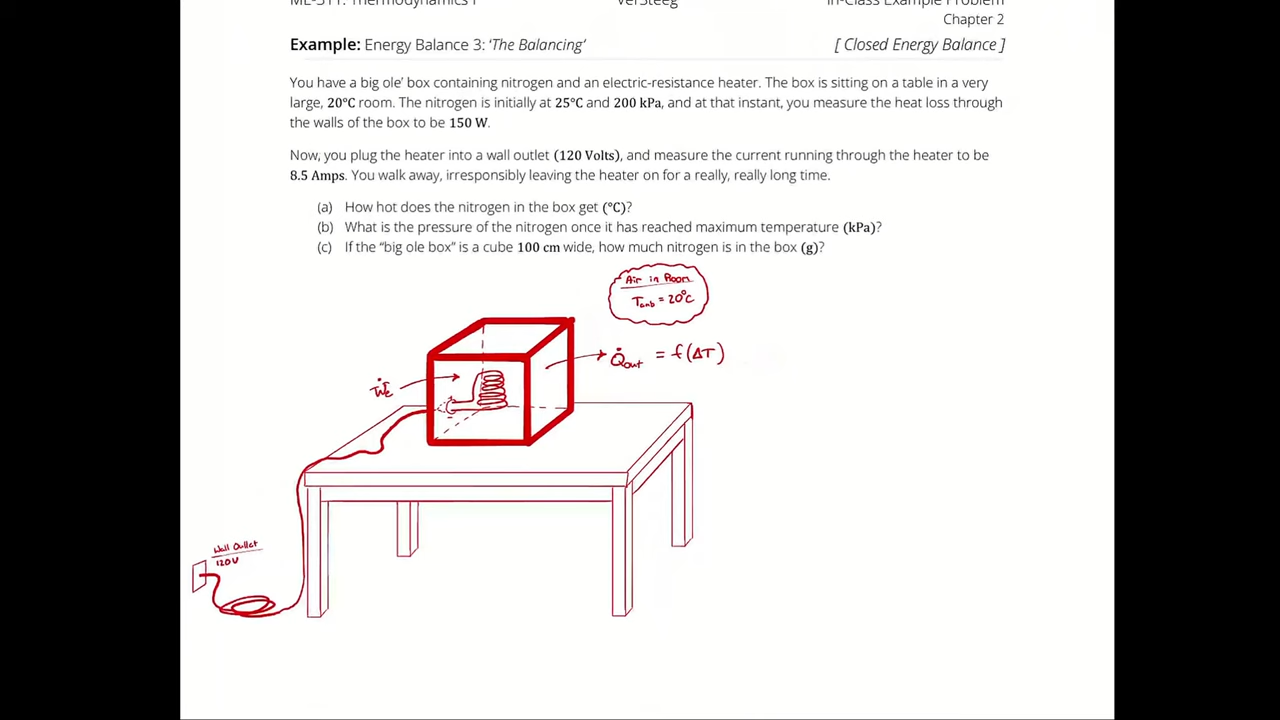 VerSteeg
Chapter 2
Example: Energy Balance 3: ‘The Balancing’ [ Closed Energy Balance ]
You have a big ole’ box containing nitrogen and an electric-resistance heater. The box is sitting on a table in a very
large, 20°C room. The nitrogen is initially at 25°C and 200 kPa, and at that instant, you measure the heat loss through
the walls of the box to be 150 W.
Now, you plug the heater into a wall outlet (120 Volts), and measure the current running through the heater to be
8.5 Amps. You walk away, irresponsibly leaving the heater on for a really, really long time.
(a) How hot does the nitrogen in the box get (°C)?
(b) What is the pressure of the nitrogen once it has reached maximum temperature (kPa)?
(c) If the “big ole box” is a cube 100 cm wide, how much nitrogen is in the box (g)?
Air in Room
Tamb = 20°C
Q̇out = f(ΔT)
Ẇe
Wall Outlet
120V